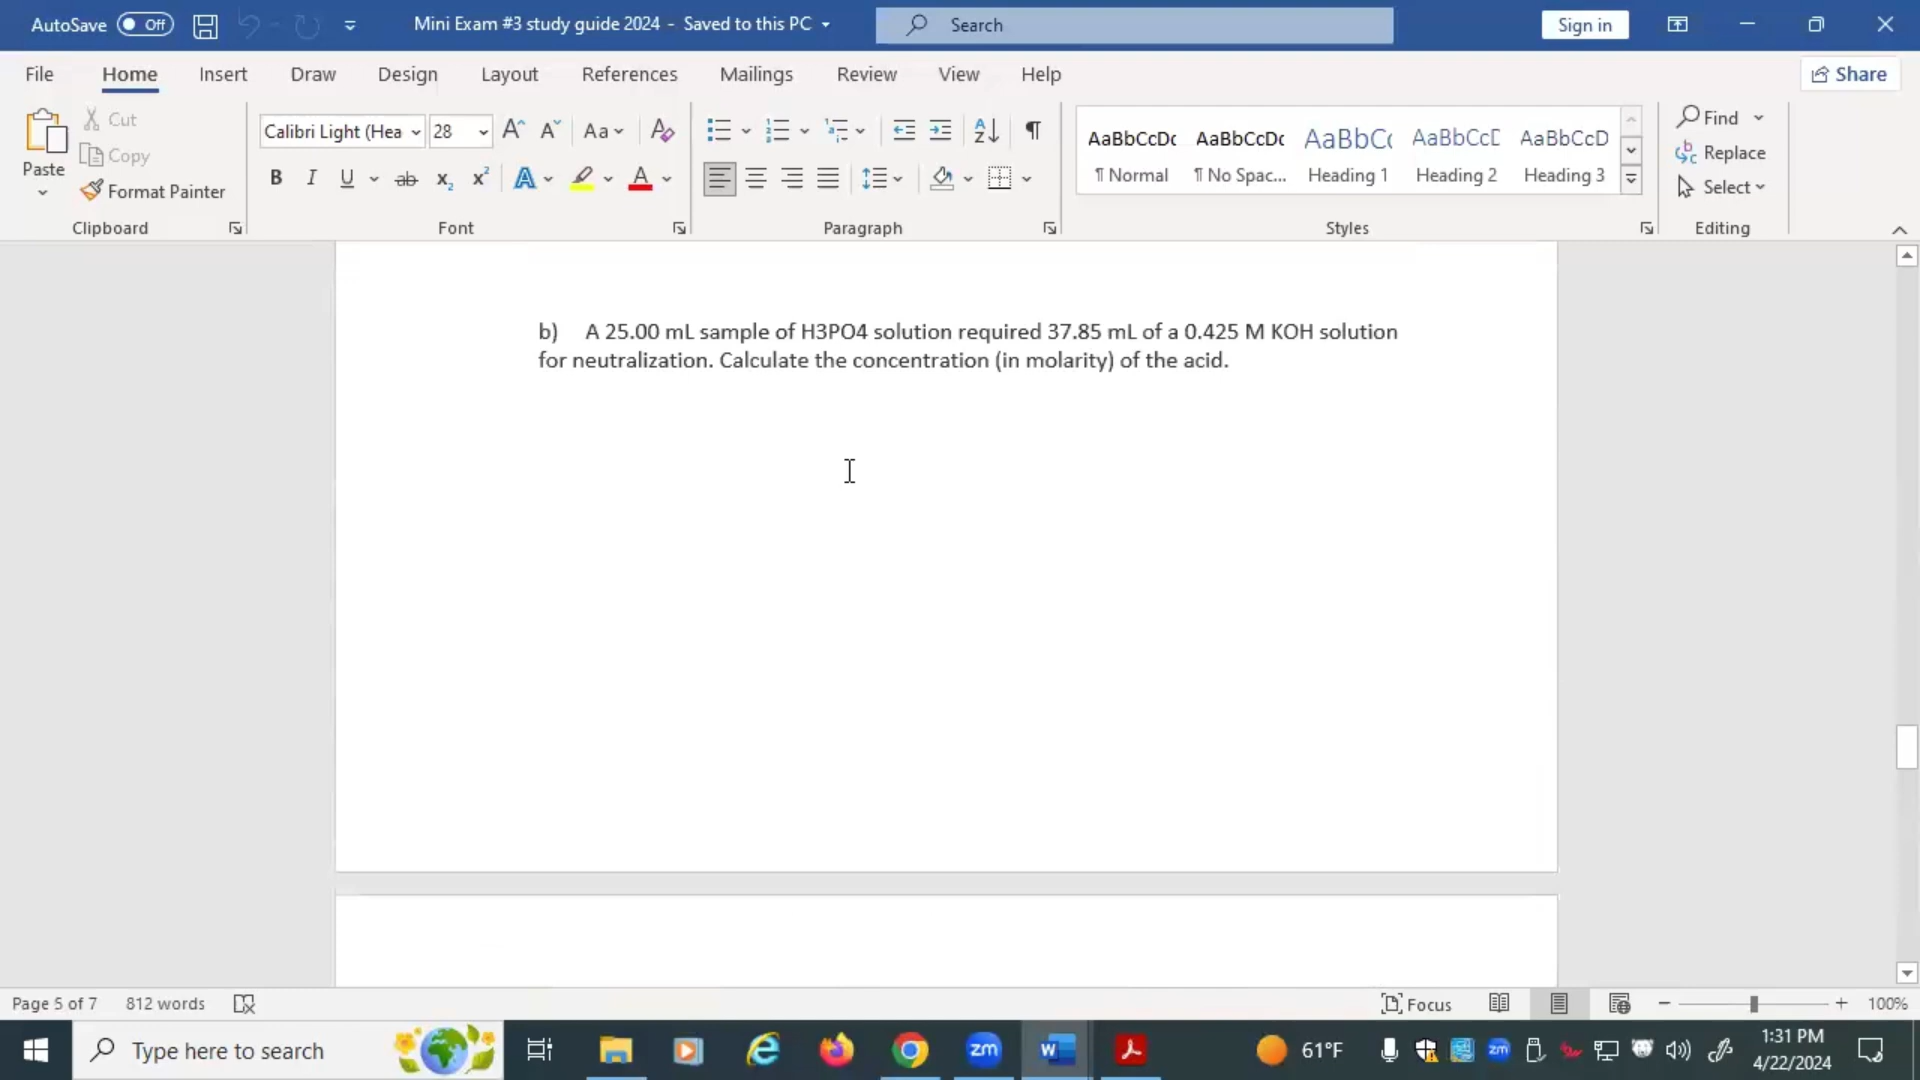 AutoSave Off Mini Exam #3 study guide 2024 - Saved to this PC Search Sign in
File Home Insert Draw Design Layout References Mailings Review View Help Share
Paste Cut Copy Format Painter Clipboard
Calibri Light (Hea 28 Aa Font
Paragraph
AaBbCcDc AaBbCcDc AaBbCc AaBbCcD AaBbCcD
¶ Normal ¶ No Spac... Heading 1 Heading 2 Heading 3
Styles
Find
Replace
Select
Editing
b) A 25.00 mL sample of H3PO4 solution required 37.85 mL of a 0.425 M KOH solution
for neutralization. Calculate the concentration (in molarity) of the acid.
Page 5 of 7 812 words Focus 100%
Type here to search zm W 61°F zm 1:31 PM
4/22/2024